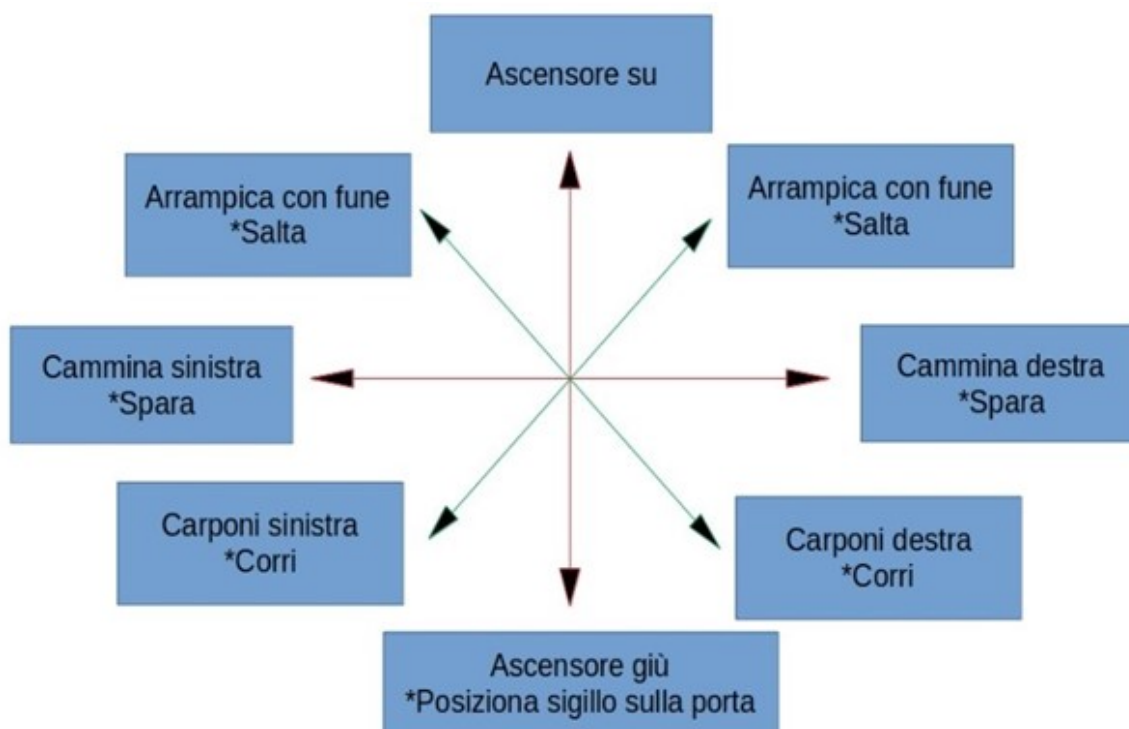 Ascensore su
Arrampica con fune
*Salta
Arrampica con fune
*Salta
Cammina sinistra
*Spara
Cammina destra
*Spara
Carponi sinistra
*Corri
Carponi destra
*Corri
Ascensore giù
*Posiziona sigillo sulla porta